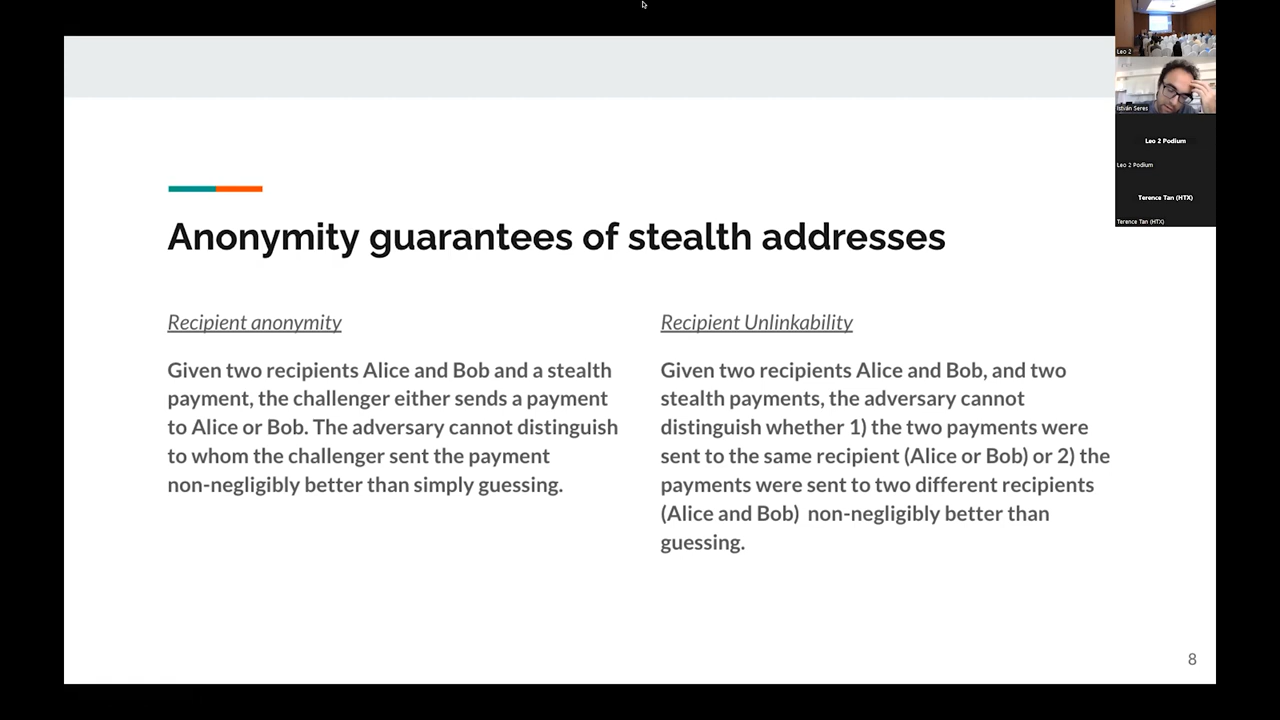 Leo 2
István Seres
Leo 2 Podium
Leo 2 Podium
Terence Tan (HTX)
Terence Tan (HTX)
Anonymity guarantees of stealth addresses
Recipient anonymity
Given two recipients Alice and Bob and a stealth
payment, the challenger either sends a payment
to Alice or Bob. The adversary cannot distinguish
to whom the challenger sent the payment
non-negligibly better than simply guessing.
Recipient Unlinkability
Given two recipients Alice and Bob, and two
stealth payments, the adversary cannot
distinguish whether 1) the two payments were
sent to the same recipient (Alice or Bob) or 2) the
payments were sent to two different recipients
(Alice and Bob)  non-negligibly better than
guessing.
8